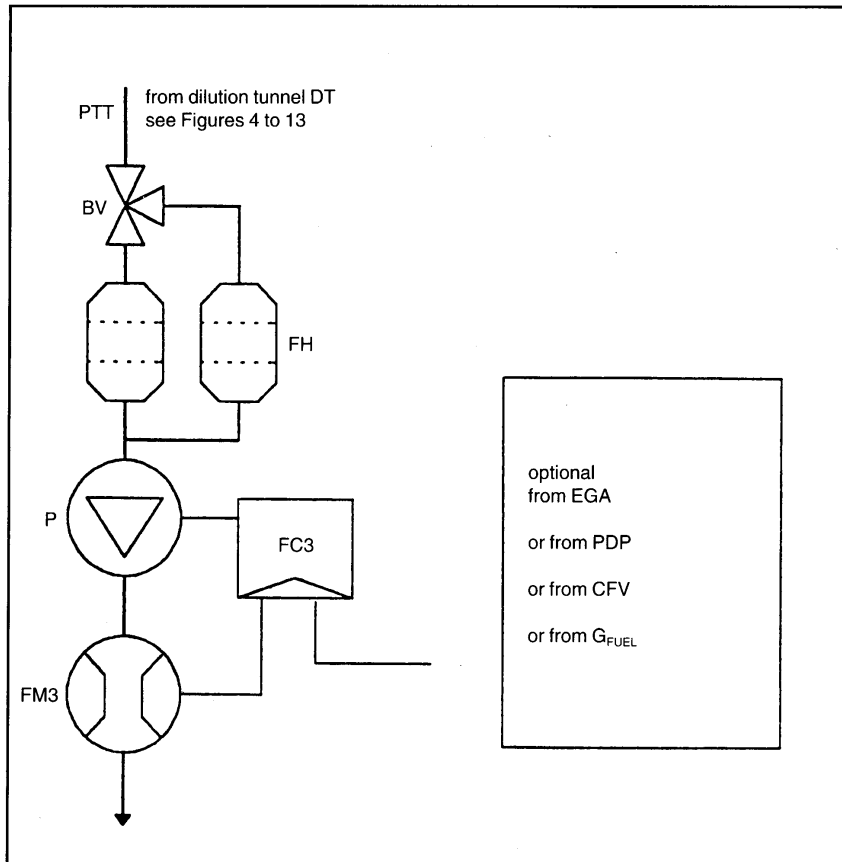 from dilution tunnel DT
PTT
see Figures 4 to 13
BV
FH
P
FC3
FM3
optional
from EGA
or from PDP
or from CFV
or from GFUEL